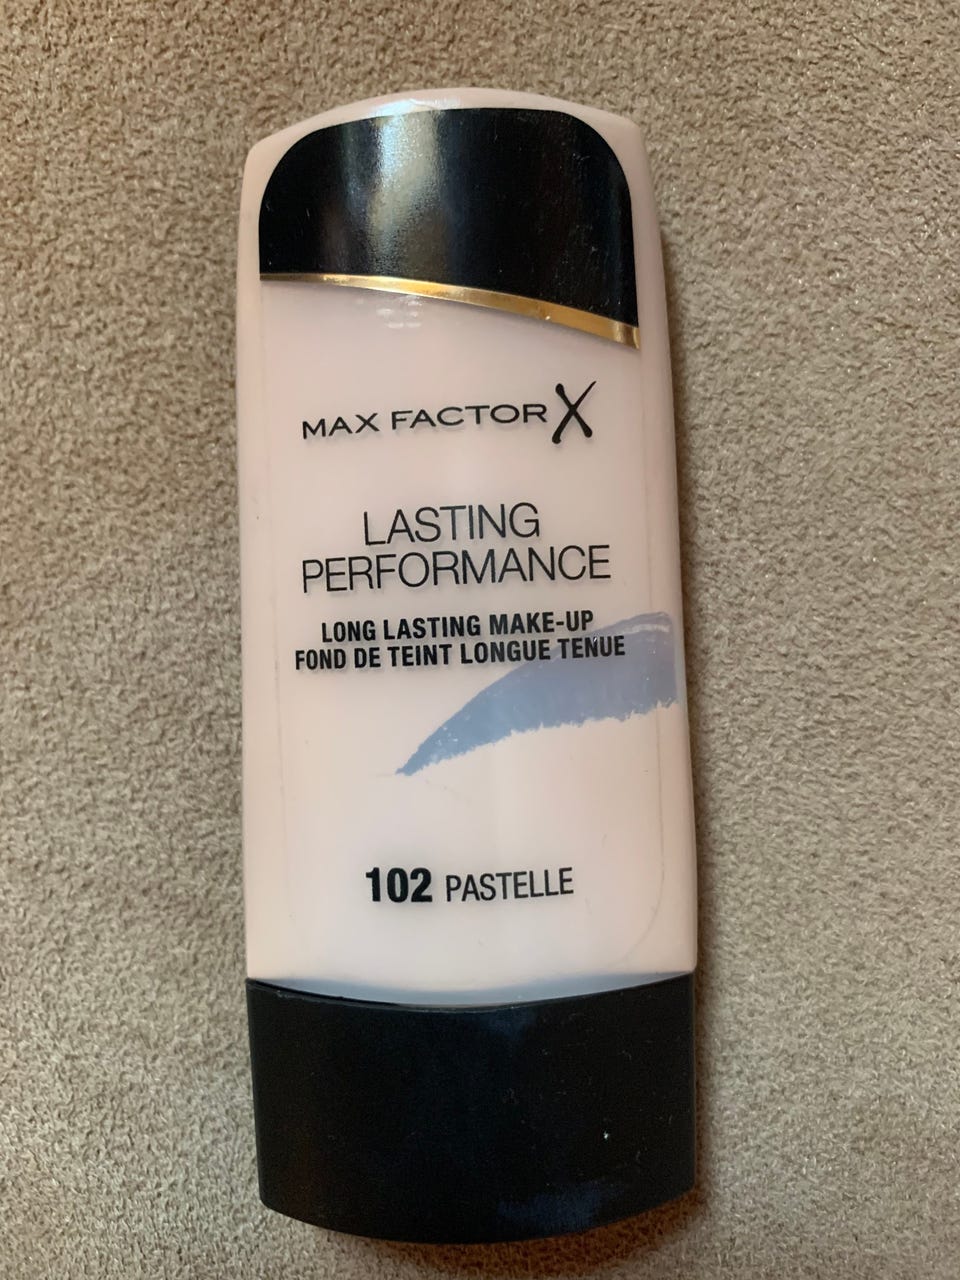 MAX FACTOR X
LASTING
PERFORMANCE
LONG LASTING MAKE-UP
FOND DE TEINT LONGUE TENUE
102 PASTELLE